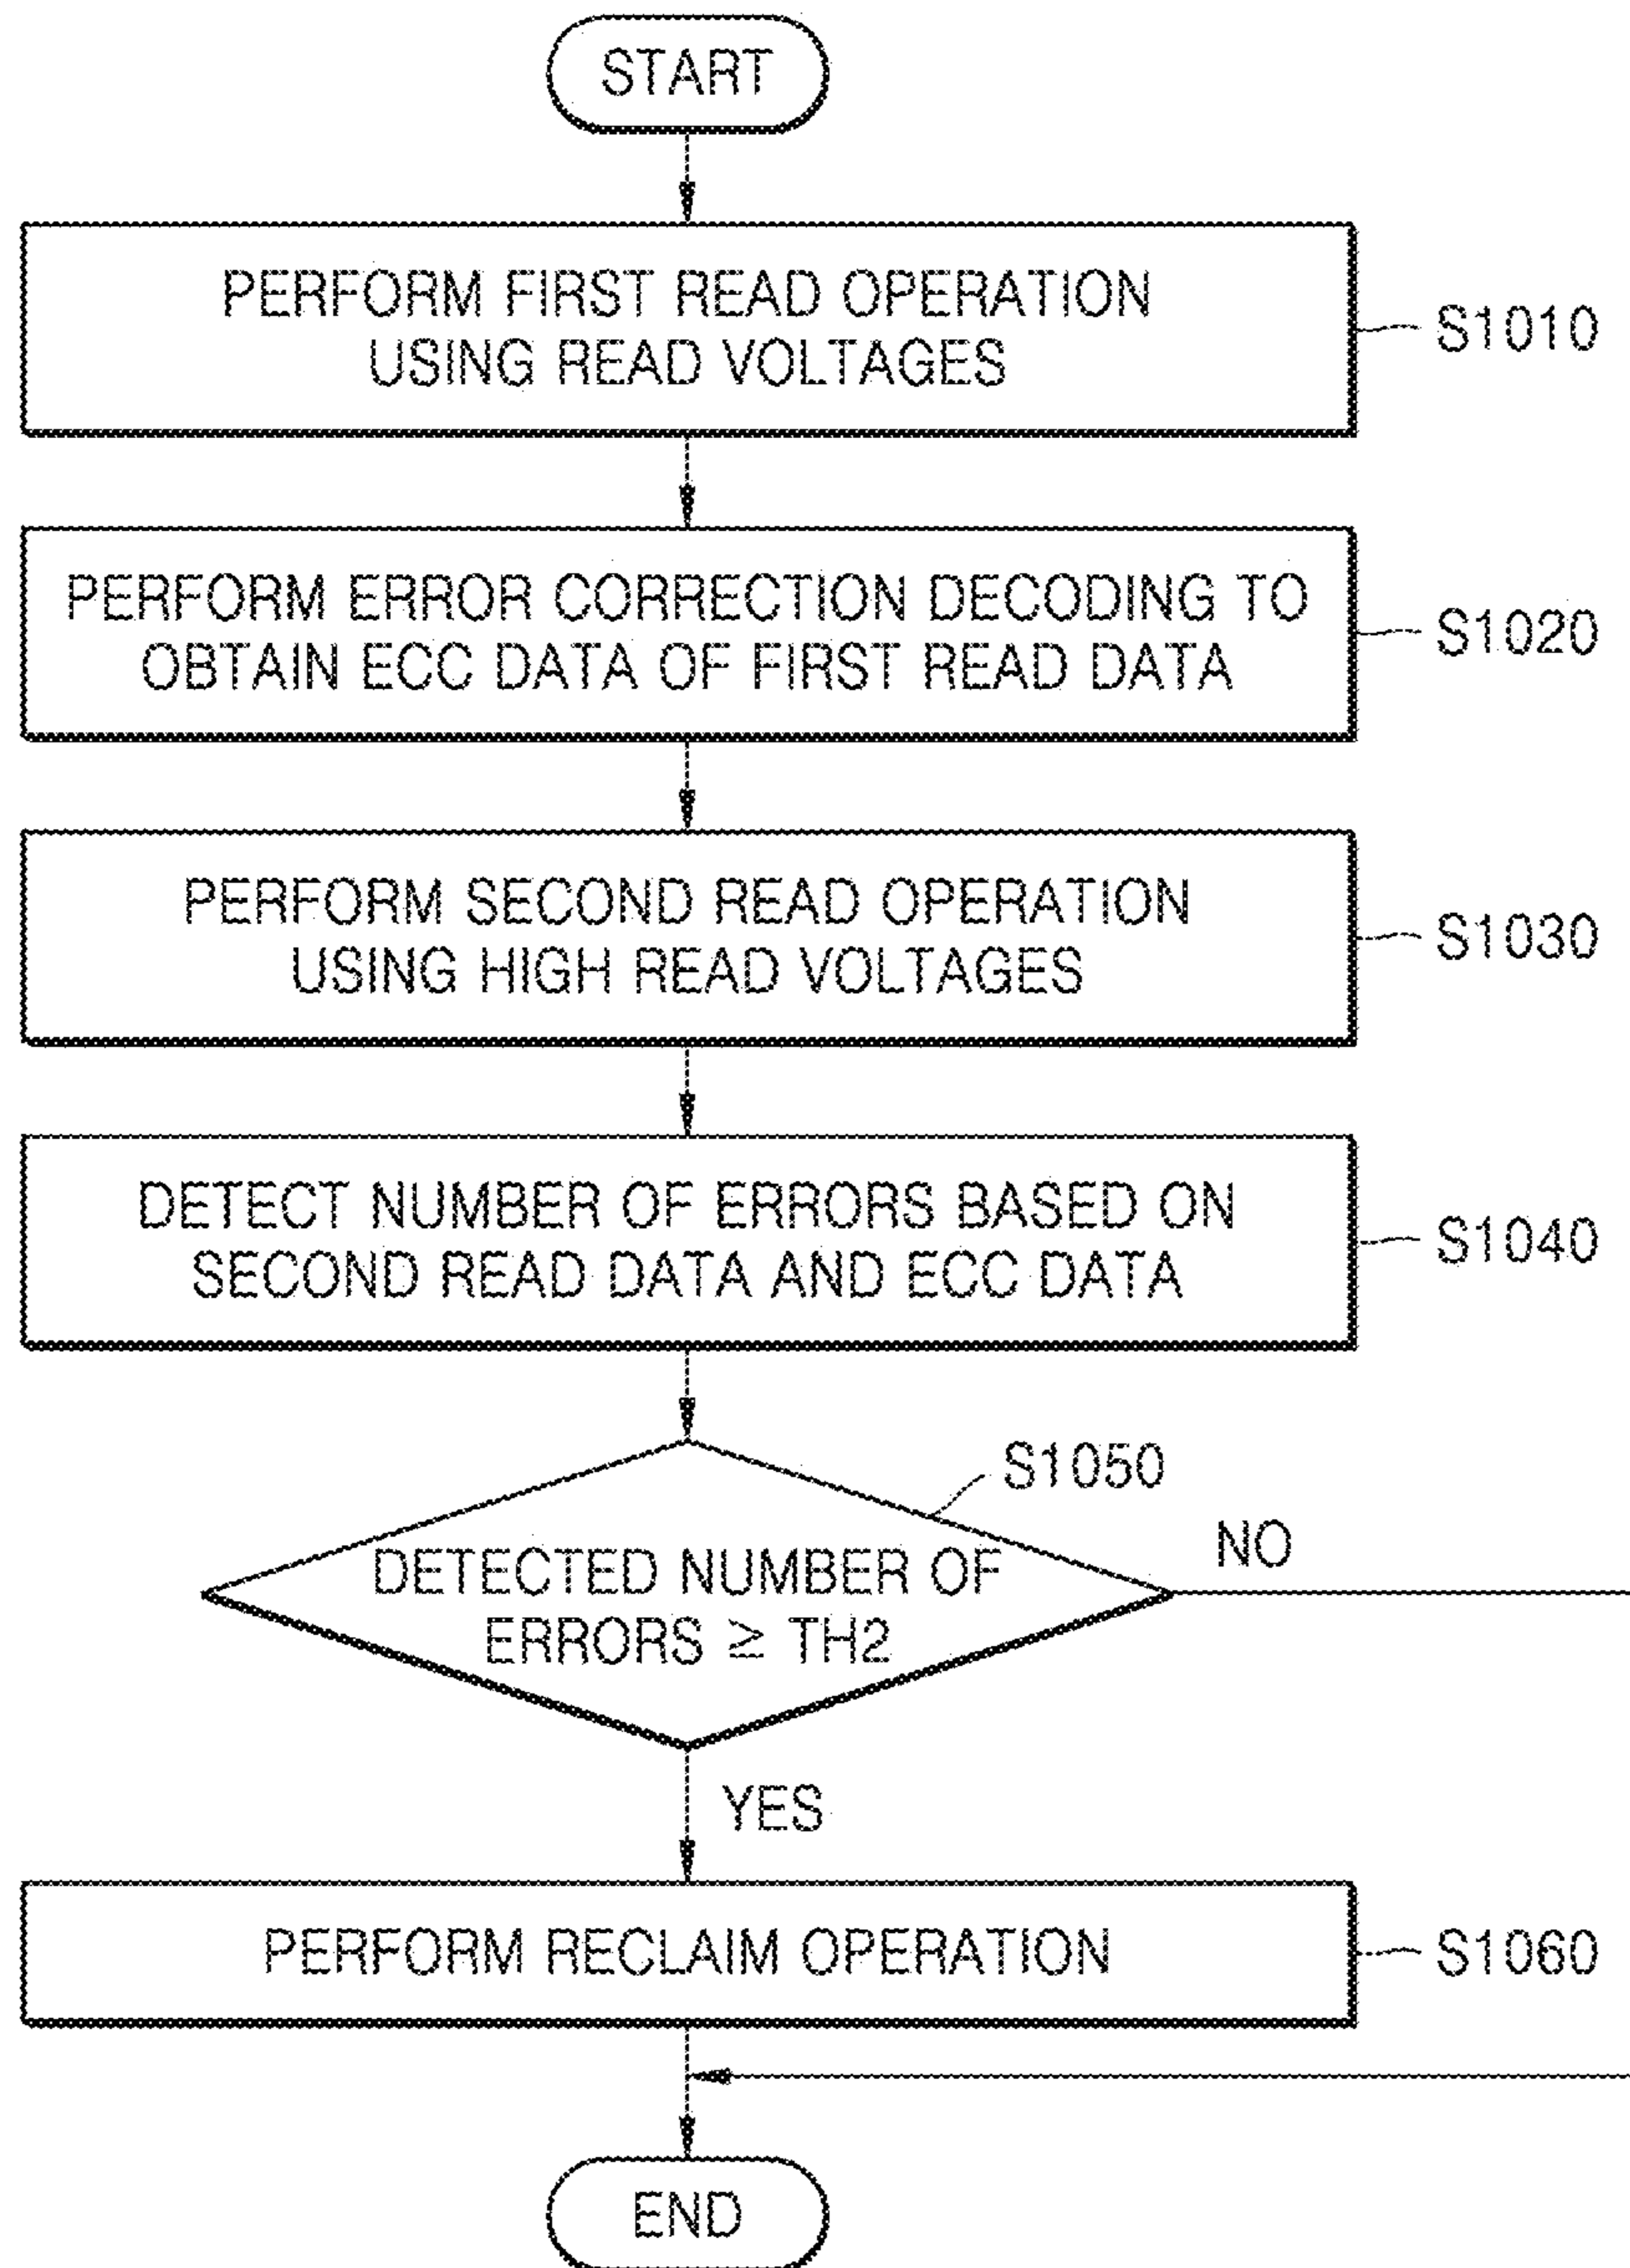 START
PERFORM FIRST READ OPERATION
USING READ VOLTAGES
S1010
PERFORM ERROR CORRECTION DECODING TO
OBTAIN ECC DATA OF FIRST READ DATA
S1020
PERFORM SECOND READ OPERATION
USING HIGH READ VOLTAGES
S1030
DETECT NUMBER OF ERRORS BASED ON
SECOND READ DATA AND ECC DATA
S1040
S1050
DETECTED NUMBER OF
ERRORS ≥ TH2
NO
YES
PERFORM RECLAIM OPERATION
S1060
END